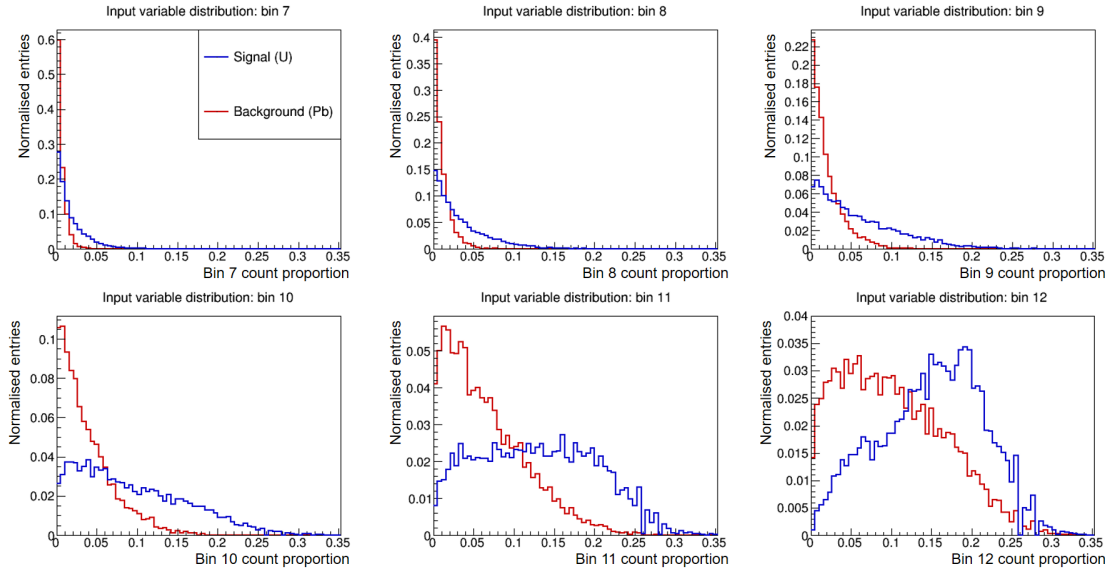 Input variable distribution: bin 7
Normalised entries
0.6
0.5
0.4
0.3
0.2
0.1
0
Signal (U)
Background (Pb)
0 0.05 0.1 0.15 0.2 0.25 0.3 0.35
Bin 7 count proportion
Input variable distribution: bin 8
Normalised entries
0.4
0.35
0.3
0.25
0.2
0.15
0.1
0.05
0
0 0.05 0.1 0.15 0.2 0.25 0.3 0.35
Bin 8 count proportion
Input variable distribution: bin 9
Normalised entries
0.22
0.2
0.18
0.16
0.14
0.12
0.1
0.08
0.06
0.04
0.02
0
0 0.05 0.1 0.15 0.2 0.25 0.3 0.35
Bin 9 count proportion
Input variable distribution: bin 10
Normalised entries
0.1
0.08
0.06
0.04
0.02
0
0 0.05 0.1 0.15 0.2 0.25 0.3 0.35
Bin 10 count proportion
Input variable distribution: bin 11
Normalised entries
0.05
0.04
0.03
0.02
0.01
0
0 0.05 0.1 0.15 0.2 0.25 0.3 0.35
Bin 11 count proportion
Input variable distribution: bin 12
Normalised entries
0.04
0.035
0.03
0.025
0.02
0.015
0.01
0.005
0
0 0.05 0.1 0.15 0.2 0.25 0.3 0.35
Bin 12 count proportion